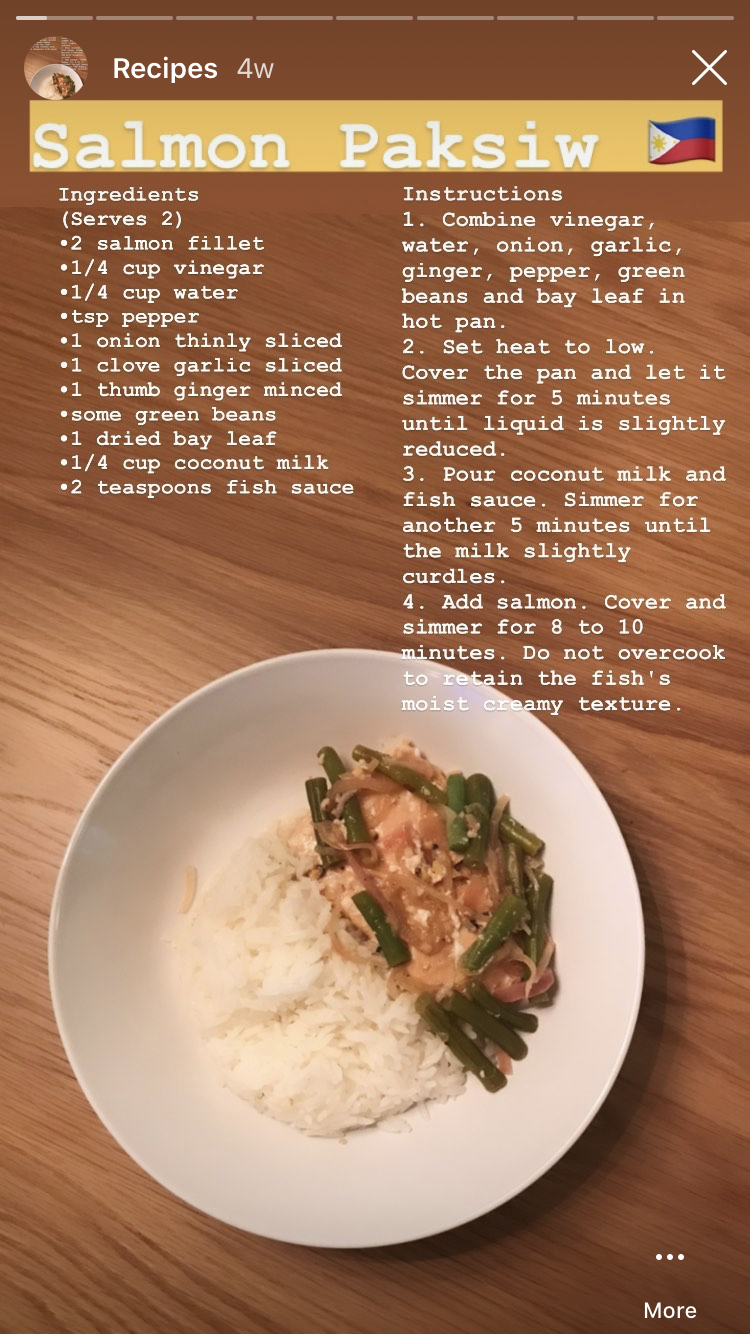 Recipes 4w
Salmon Paksiw 🇵🇭
Ingredients
(Serves 2)
•2 salmon fillet
•1/4 cup vinegar
•1/4 cup water
•tsp pepper
•1 onion thinly sliced
•1 clove garlic sliced
•1 thumb ginger minced
•some green beans
•1 dried bay leaf
•1/4 cup coconut milk
•2 teaspoons fish sauce
Instructions
1. Combine vinegar,
water, onion, garlic,
ginger, pepper, green
beans and bay leaf in
hot pan.
2. Set heat to low.
Cover the pan and let it
simmer for 5 minutes
until liquid is slightly
reduced.
3. Pour coconut milk and
fish sauce. Simmer for
another 5 minutes until
the milk slightly
curdles.
4. Add salmon. Cover and
simmer for 8 to 10
minutes. Do not overcook
to retain the fish's
moist creamy texture.
More